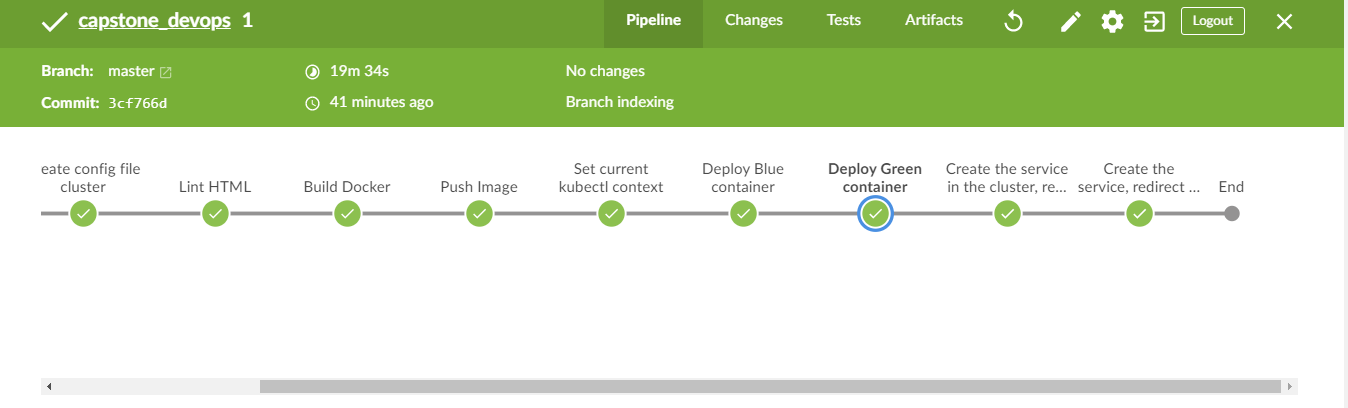 capstone_devops 1
Pipeline
Changes
Tests
Artifacts
Logout
Branch: master
19m 34s
No changes
Commit: 3cf766d
41 minutes ago
Branch indexing
eate config file
cluster
Lint HTML
Build Docker
Push Image
Set current
kubectl context
Deploy Blue
container
Deploy Green
container
Create the service
in the cluster, re...
Create the
service, redirect ...
End